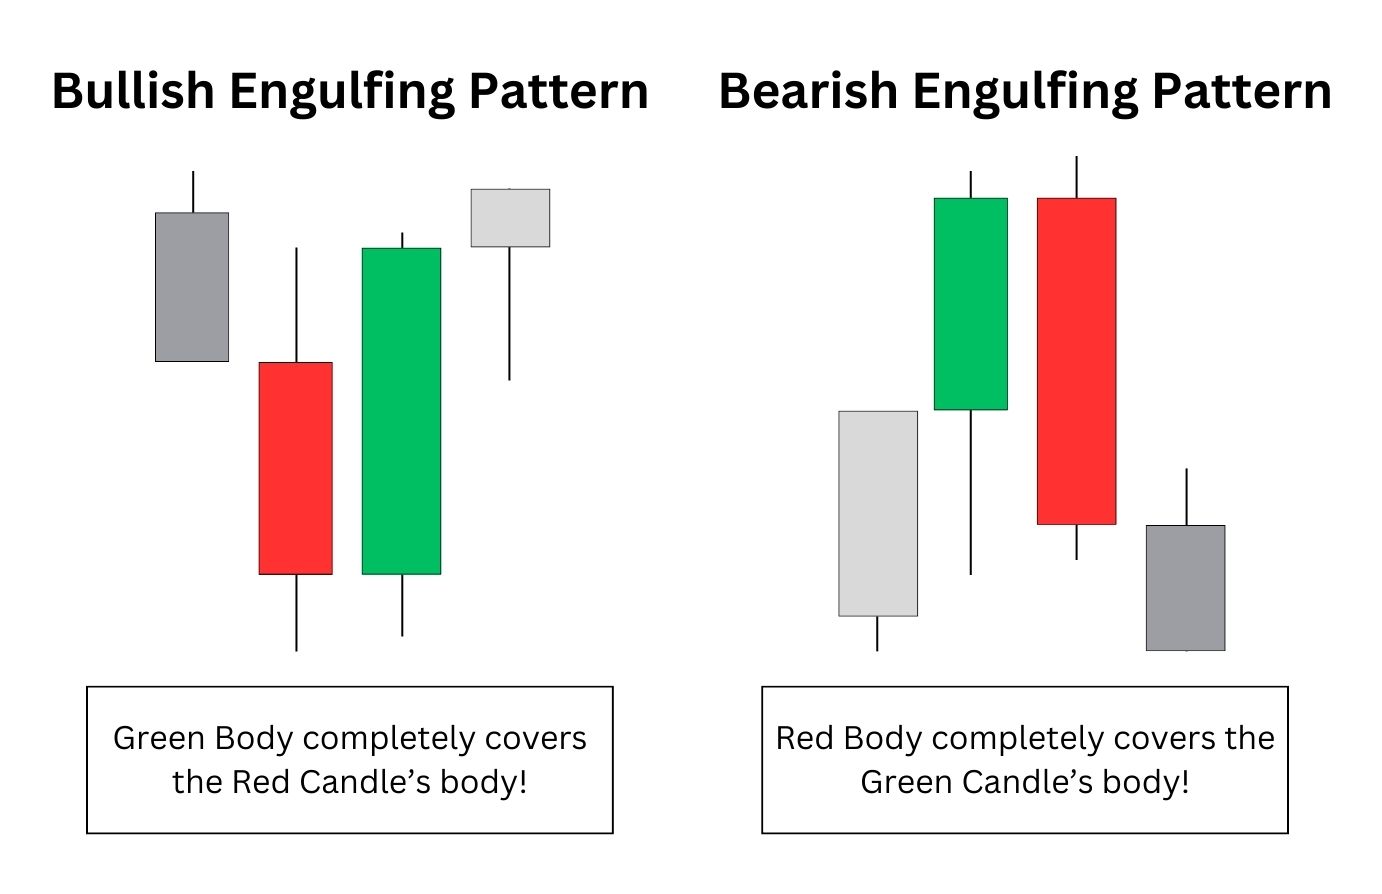 Bullish Engulfing Pattern
Bearish Engulfing Pattern
Green Body completely covers
the Red Candle’s body!
Red Body completely covers the
Green Candle’s body!